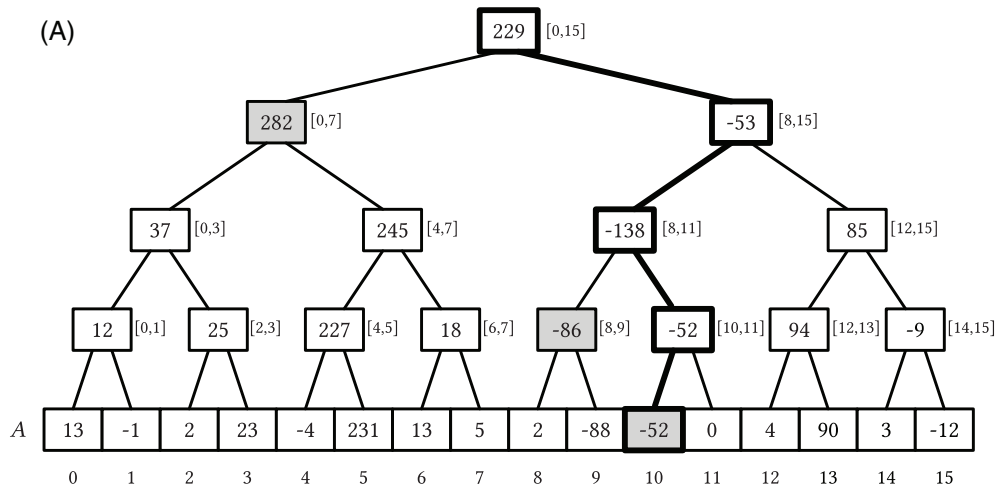 (A)
229 [0,15]
282 [0,7] -53 [8,15]
37 [0,3] 245 [4,7] -138 [8,11] 85 [12,15]
12 [0,1] 25 [2,3] 227 [4,5] 18 [6,7] -86 [8,9] -52 [10,11] 94 [12,13] -9 [14,15]
A 13 -1 2 23 -4 231 13 5 2 -88 -52 0 4 90 3 -12
0 1 2 3 4 5 6 7 8 9 10 11 12 13 14 15